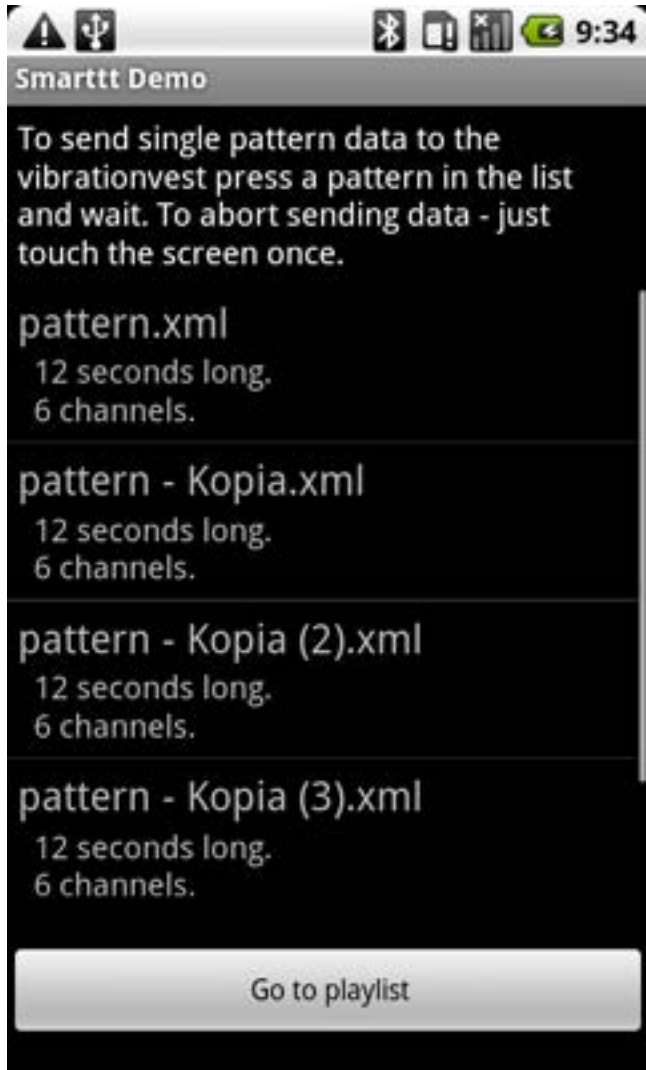 9:34
Smarttt Demo
To send single pattern data to the
vibrationvest press a pattern in the list
and wait. To abort sending data - just
touch the screen once.
pattern.xml
12 seconds long.
6 channels.
pattern - Kopia.xml
12 seconds long.
6 channels.
pattern - Kopia (2).xml
12 seconds long.
6 channels.
pattern - Kopia (3).xml
12 seconds long.
6 channels.
Go to playlist